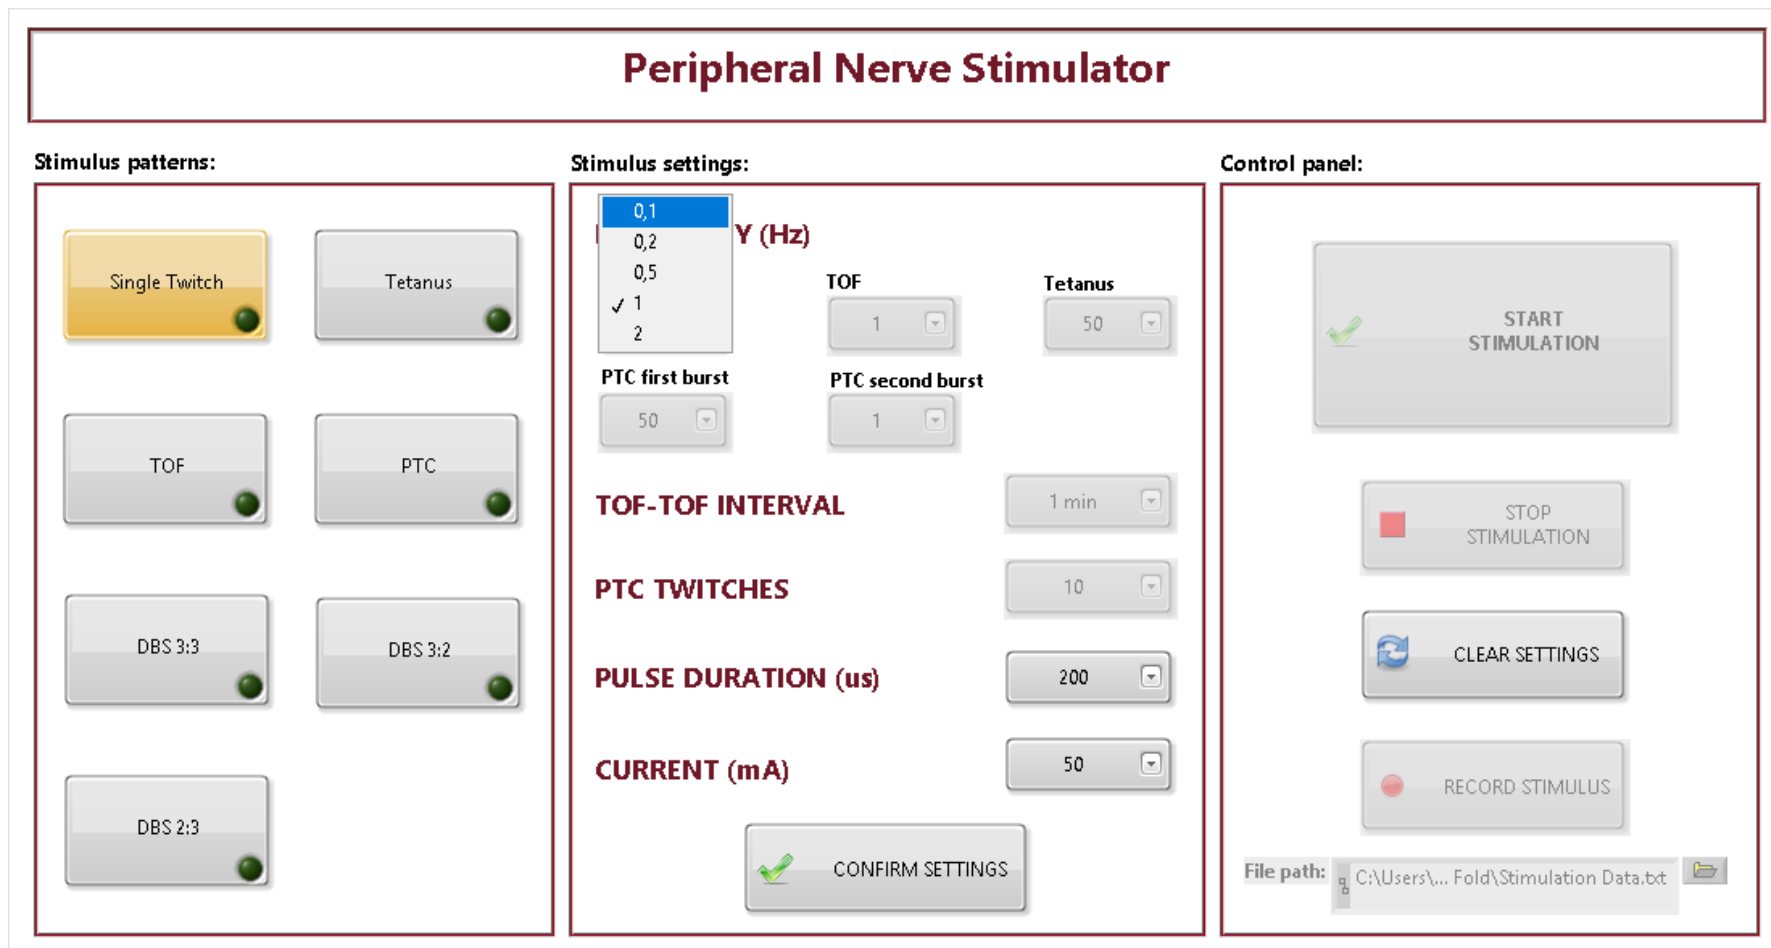 Peripheral Nerve Stimulator
Stimulus patterns:
Single Twitch
Tetanus
TOF
PTC
DBS 3:3
DBS 3:2
DBS 2:3
Stimulus settings:
0,1
0,2
0,5
1
2
Y (Hz)
TOF
1
Tetanus
50
PTC first burst
50
PTC second burst
1
TOF-TOF INTERVAL
1 min
PTC TWITCHES
10
PULSE DURATION (us)
200
CURRENT (mA)
50
CONFIRM SETTINGS
Control panel:
START
STIMULATION
STOP
STIMULATION
CLEAR SETTINGS
RECORD STIMULUS
File path: C:\Users\... Fold\Stimulation Data.txt